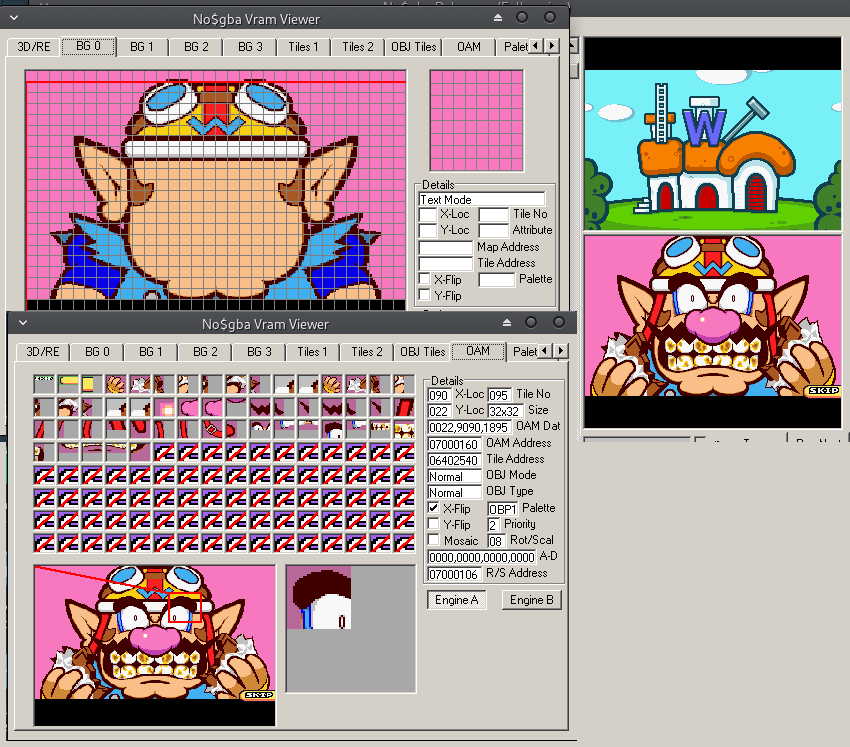 No$gba Vram Viewer
3D/RE BG 0 BG 1 BG 2 BG 3 Tiles 1 Tiles 2 OBJ Tiles OAM Palet
Details
Text Mode
X-Loc Tile No
Y-Loc Attribute
Map Address
Tile Address
X-Flip Palette
Y-Flip
W
SKIP
No$gba Vram Viewer
3D/RE BG 0 BG 1 BG 2 BG 3 Tiles 1 Tiles 2 OBJ Tiles OAM Palet
Details
090 X-Loc 095 Tile No
022 Y-Loc 32x32 Size
0022,9090,1895 OAM Dat
07000160 OAM Address
06402540 Tile Address
Normal OBJ Mode
Normal OBJ Type
X-Flip OBP1 Palette
Y-Flip 2 Priority
Mosaic 08 Rot/Scal
0000,0000,0000,0000 A-D
07000106 R/S Address
Engine A Engine B
SKIP